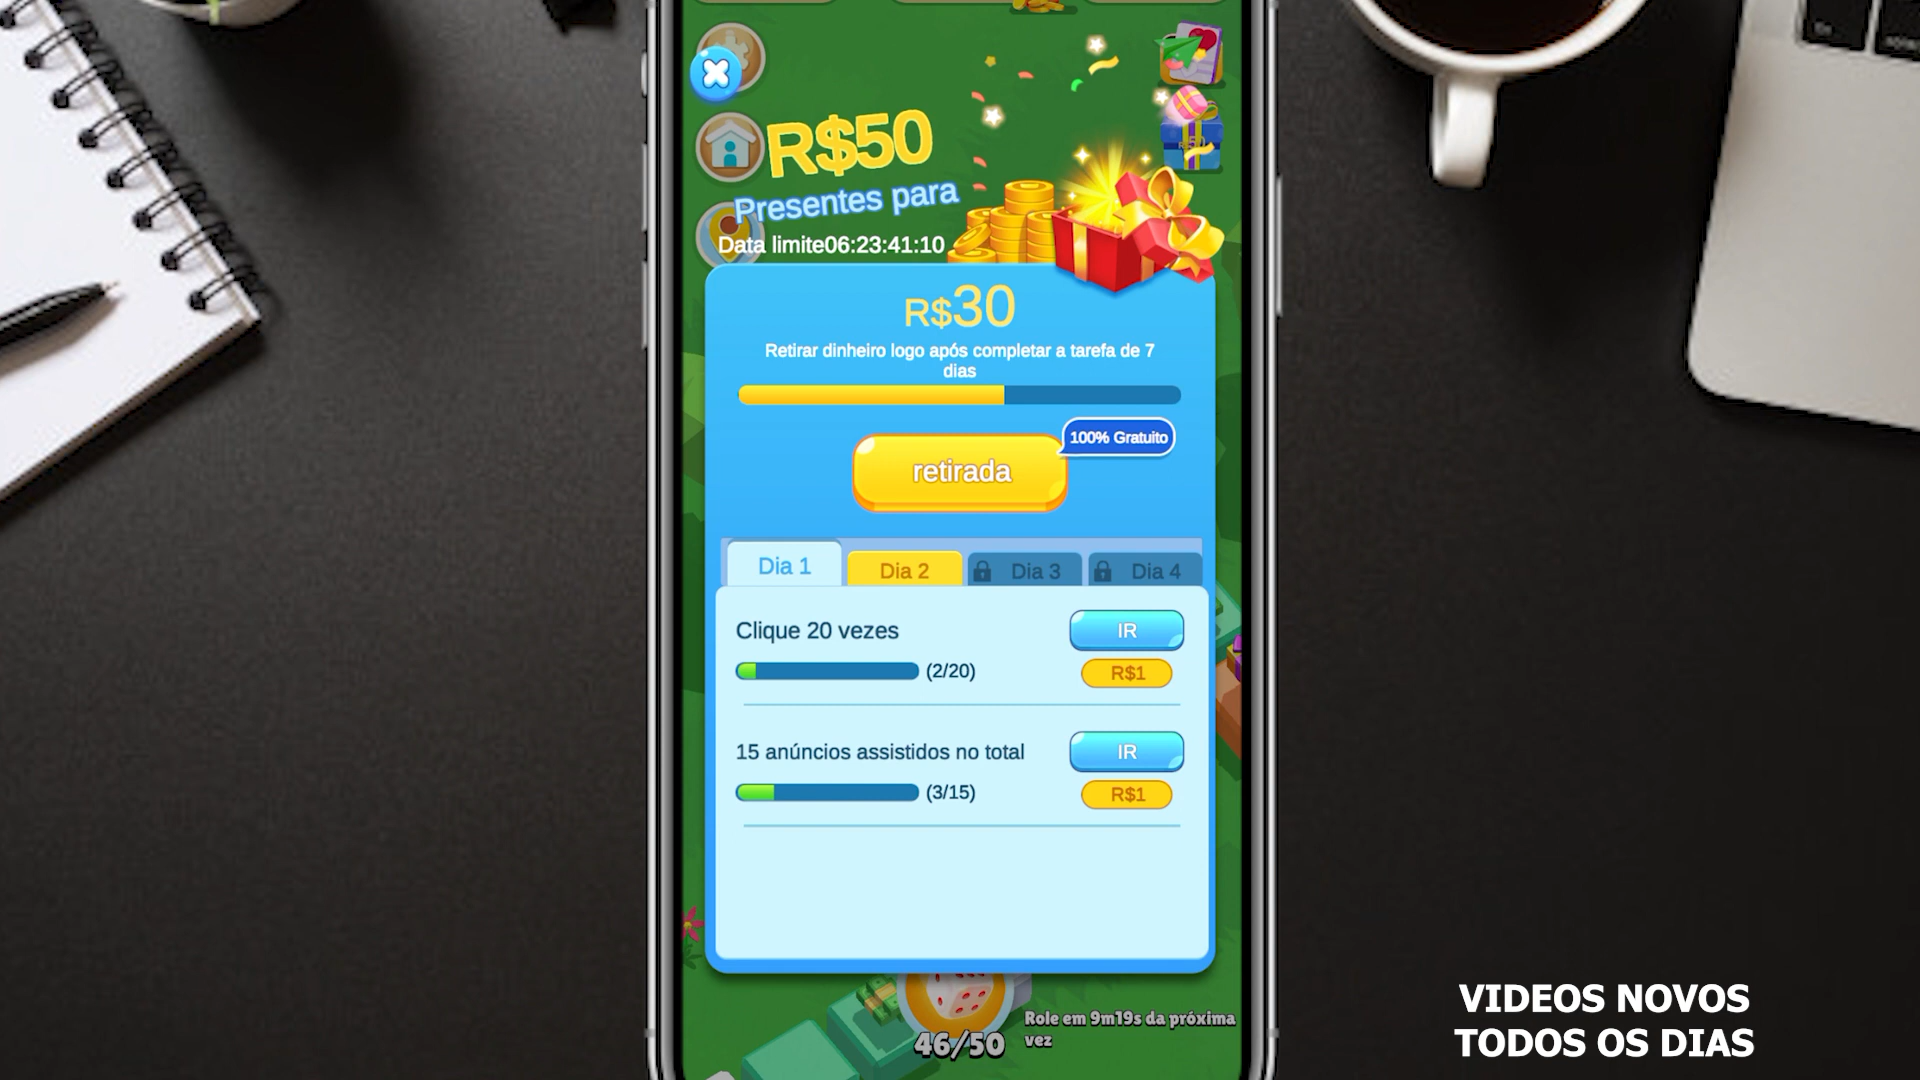 R$50
Presentes para
Data limite06:23:41:10
R$30
Retirar dinheiro logo após completar a tarefa de 7
dias
100% Gratuito
retirada
Dia 1
Dia 2
Dia 3
Dia 4
Clique 20 vezes
IR
(2/20)
R$1
15 anúncios assistidos no total
IR
(3/15)
R$1
Role em 9m19s da próxima
vez
46/50
VIDEOS NOVOS
TODOS OS DIAS